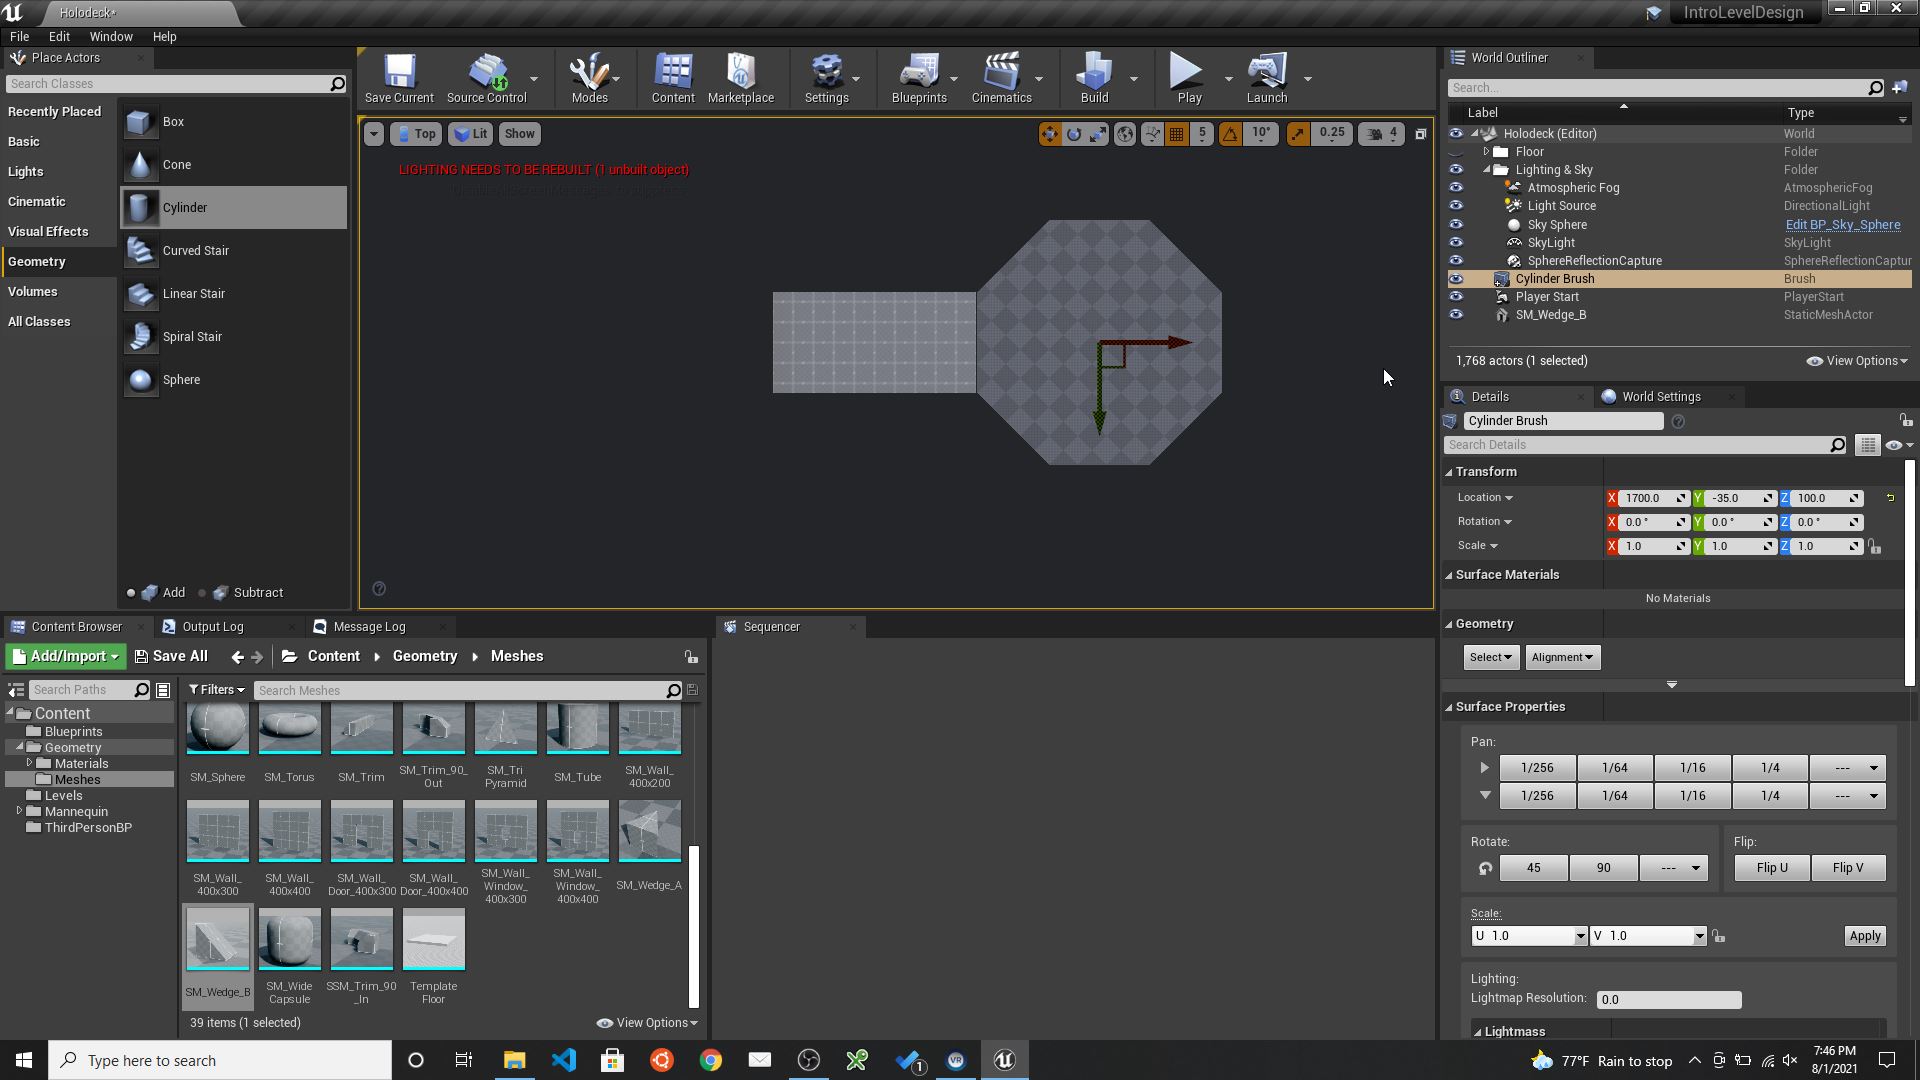 Holodeck*
IntroLevelDesign
File Edit Window Help
Place Actors
Search Classes
Recently Placed
Basic
Lights
Cinematic
Visual Effects
Geometry
Volumes
All Classes
Box
Cone
Cylinder
Curved Stair
Linear Stair
Spiral Stair
Sphere
Add Subtract
Save Current Source Control Modes Content Marketplace Settings Blueprints Cinematics Build Play Launch
Top Lit Show
5 10° 0.25 4
LIGHTING NEEDS TO BE REBUILT (1 unbuilt object)
World Outliner
Search...
Label Type
Holodeck (Editor) World
Floor Folder
Lighting & Sky Folder
Atmospheric Fog AtmosphericFog
Light Source DirectionalLight
Sky Sphere Edit BP_Sky_Sphere
SkyLight SkyLight
SphereReflectionCapture SphereReflectionCaptur
Cylinder Brush Brush
Player Start PlayerStart
SM_Wedge_B StaticMeshActor
1,768 actors (1 selected) View Options
Details World Settings
Cylinder Brush
Search Details
Transform
Location X 1700.0 Y -35.0 Z 100.0
Rotation X 0.0° Y 0.0° Z 0.0°
Scale X 1.0 Y 1.0 Z 1.0
Surface Materials
No Materials
Geometry
Select Alignment
Surface Properties
Pan:
1/256 1/64 1/16 1/4 ---
1/256 1/64 1/16 1/4 ---
Rotate: Flip:
45 90 --- Flip U Flip V
Scale:
U 1.0 V 1.0 Apply
Lighting:
Lightmap Resolution: 0.0
Lightmass
Content Browser Output Log Message Log
Add/Import Save All Content Geometry Meshes
Search Paths
Filters Search Meshes
Content
Blueprints
Geometry
Materials
Meshes
Levels
Mannequin
ThirdPersonBP
SM_Sphere SM_Torus SM_Trim SM_Trim_90_Out SM_Tri Pyramid SM_Tube SM_Wall_400x200
SM_Wall_400x300 SM_Wall_400x400 SM_Wall_Door_400x300 SM_Wall_Door_400x400 SM_Wall_Window_400x300 SM_Wall_Window_400x400 SM_Wedge_A
SM_Wedge_B SM_Wide Capsule SSM_Trim_90_In Template Floor
39 items (1 selected) View Options
Sequencer
Type here to search
1
77°F Rain to stop
7:46 PM
8/1/2021